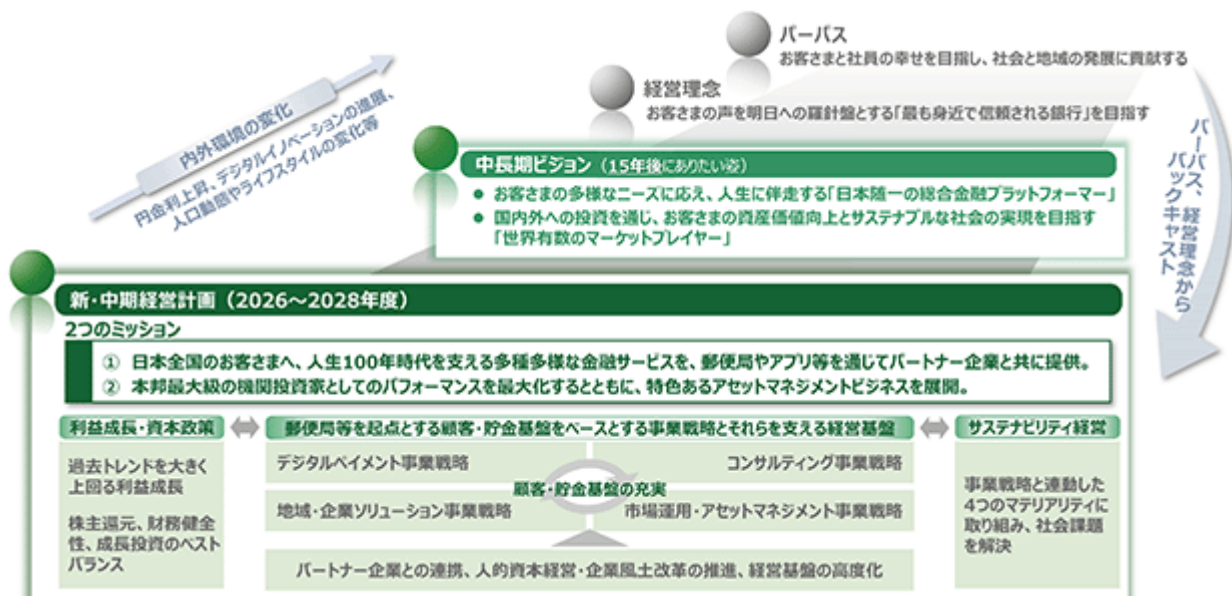 パーパス
お客さまと社員の幸せを目指し、社会と地域の発展に貢献する
経営理念
お客さまの声を明日への羅針盤とする「最も身近で信頼される銀行」を目指す
内外環境の変化
円金利上昇、デジタルイノベーションの進展、
人口動態やライフスタイルの変化等
パーパス、経営理念から
バックキャスト
中長期ビジョン（15年後にありたい姿）
● お客さまの多様なニーズに応え、人生に伴走する「日本随一の総合金融プラットフォーマー」
● 国内外への投資を通じ、お客さまの資産価値向上とサステナブルな社会の実現を目指す
「世界有数のマーケットプレイヤー」
新・中期経営計画（2026～2028年度）
2つのミッション
① 日本全国のお客さまへ、人生100年時代を支える多種多様な金融サービスを、郵便局やアプリ等を通じてパートナー企業と共に提供。
② 本邦最大級の機関投資家としてのパフォーマンスを最大化するとともに、特色あるアセットマネジメントビジネスを展開。
利益成長・資本政策
過去トレンドを大きく
上回る利益成長
株主還元、財務健全
性、成長投資のベスト
バランス
郵便局等を起点とする顧客・貯金基盤をベースとする事業戦略とそれらを支える経営基盤
デジタルペイメント事業戦略
コンサルティング事業戦略
顧客・貯金基盤の充実
地域・企業ソリューション事業戦略
市場運用・アセットマネジメント事業戦略
パートナー企業との連携、人的資本経営・企業風土改革の推進、経営基盤の高度化
サステナビリティ経営
事業戦略と連動した
4つのマテリアリティに
取り組み、社会課題
を解決